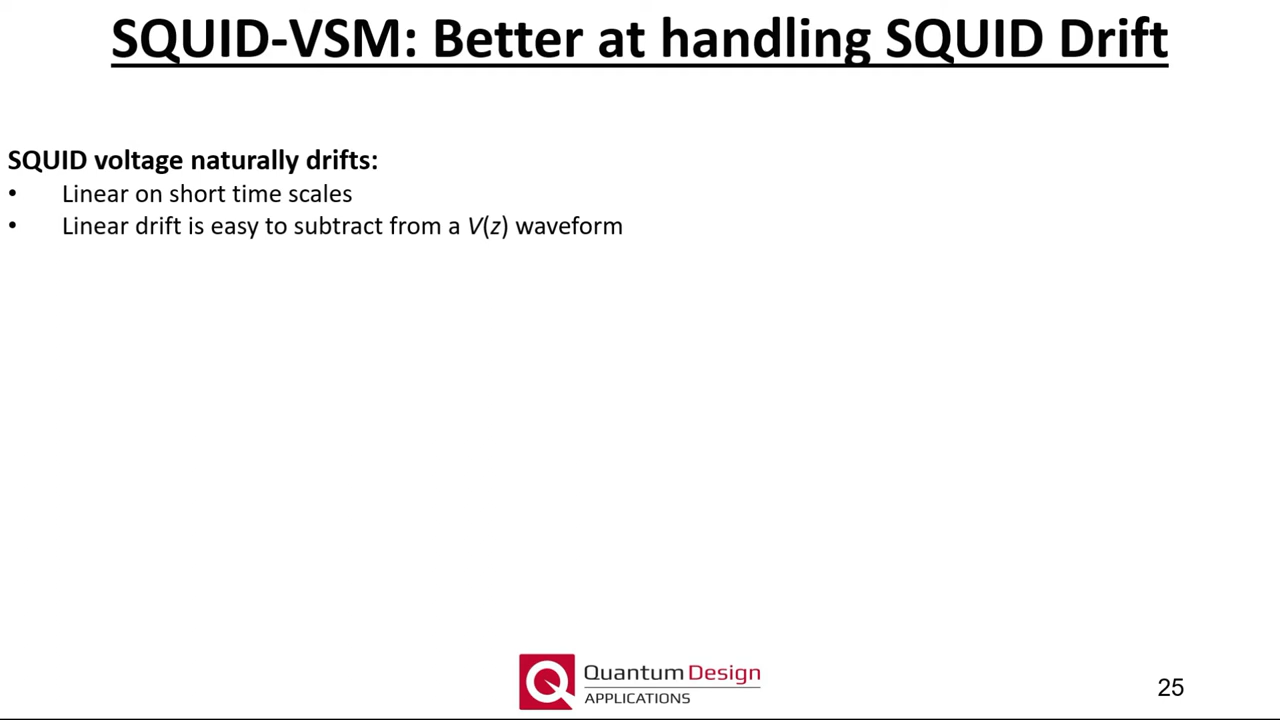 SQUID-VSM: Better at handling SQUID Drift
SQUID voltage naturally drifts:
• Linear on short time scales
• Linear drift is easy to subtract from a V(z) waveform
Quantum Design
APPLICATIONS
25